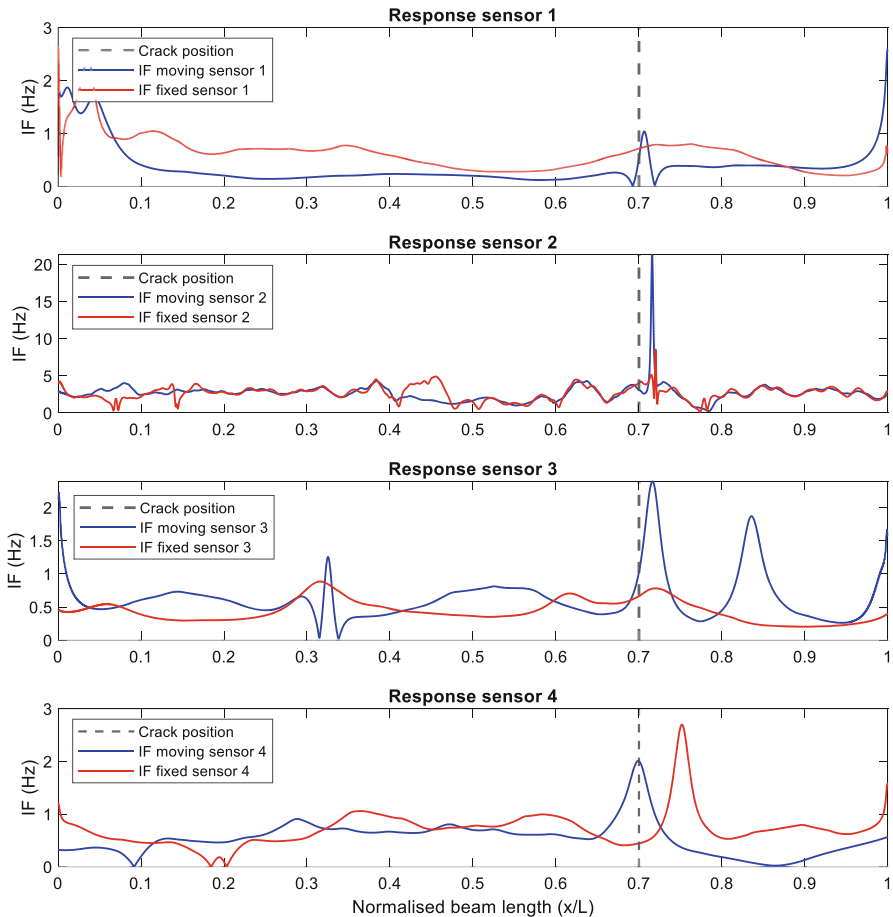 Response sensor 1
3
2
1
0
IF (Hz)
Crack position
IF moving sensor 1
IF fixed sensor 1
0 0.1 0.2 0.3 0.4 0.5 0.6 0.7 0.8 0.9 1
Response sensor 2
20
15
10
5
0
IF (Hz)
Crack position
IF moving sensor 2
IF fixed sensor 2
0 0.1 0.2 0.3 0.4 0.5 0.6 0.7 0.8 0.9 1
Response sensor 3
2
1.5
1
0.5
0
IF (Hz)
Crack position
IF moving sensor 3
IF fixed sensor 3
0 0.1 0.2 0.3 0.4 0.5 0.6 0.7 0.8 0.9 1
Response sensor 4
3
2
1
0
IF (Hz)
Crack position
IF moving sensor 4
IF fixed sensor 4
0 0.1 0.2 0.3 0.4 0.5 0.6 0.7 0.8 0.9 1
Normalised beam length (x/L)